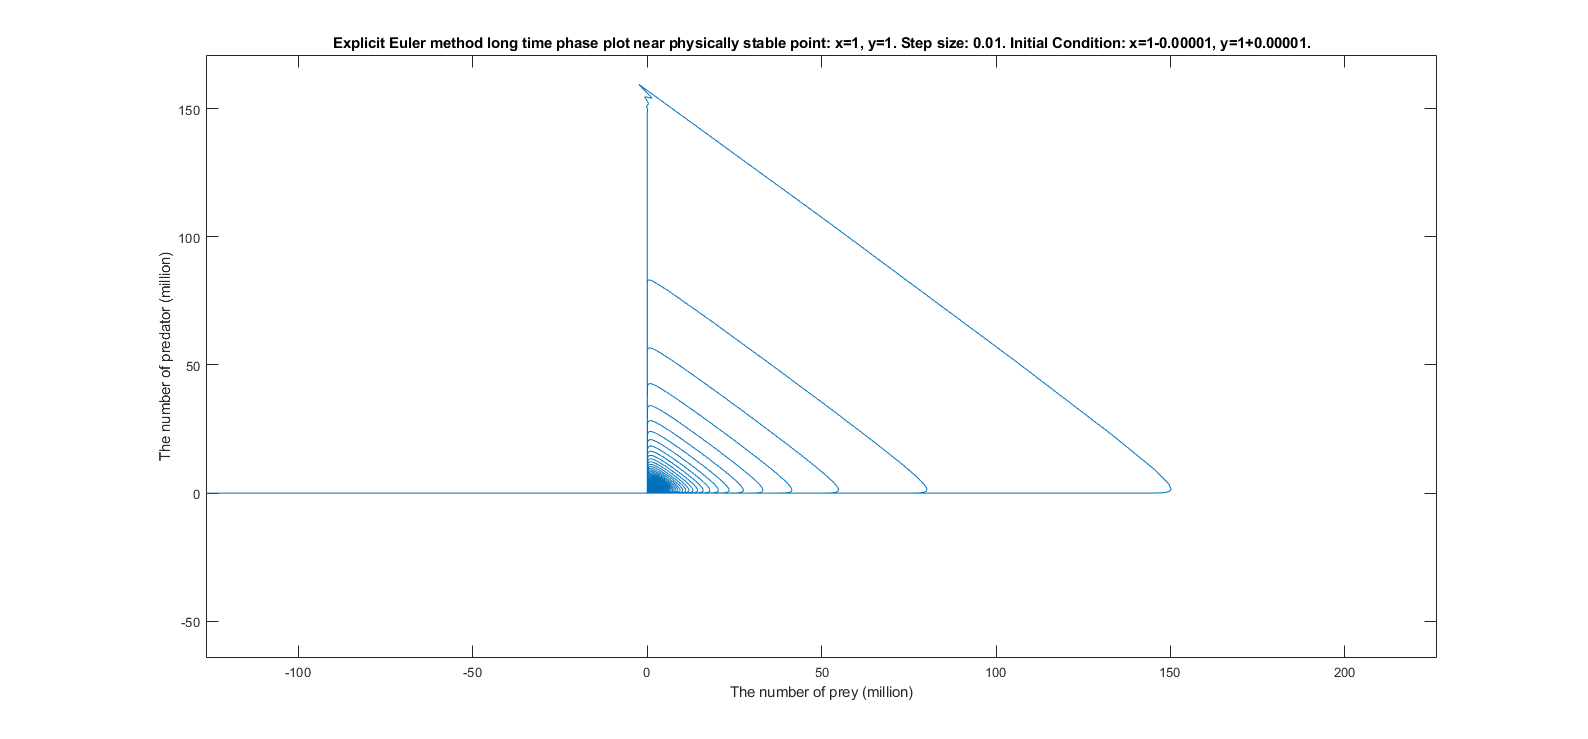 Explicit Euler method long time phase plot near physically stable point: x=1, y=1. Step size: 0.01. Initial Condition: x=1-0.00001, y=1+0.00001.
150
100
50
0
-50
The number of predator (million)
-100 -50 0 50 100 150 200
The number of prey (million)